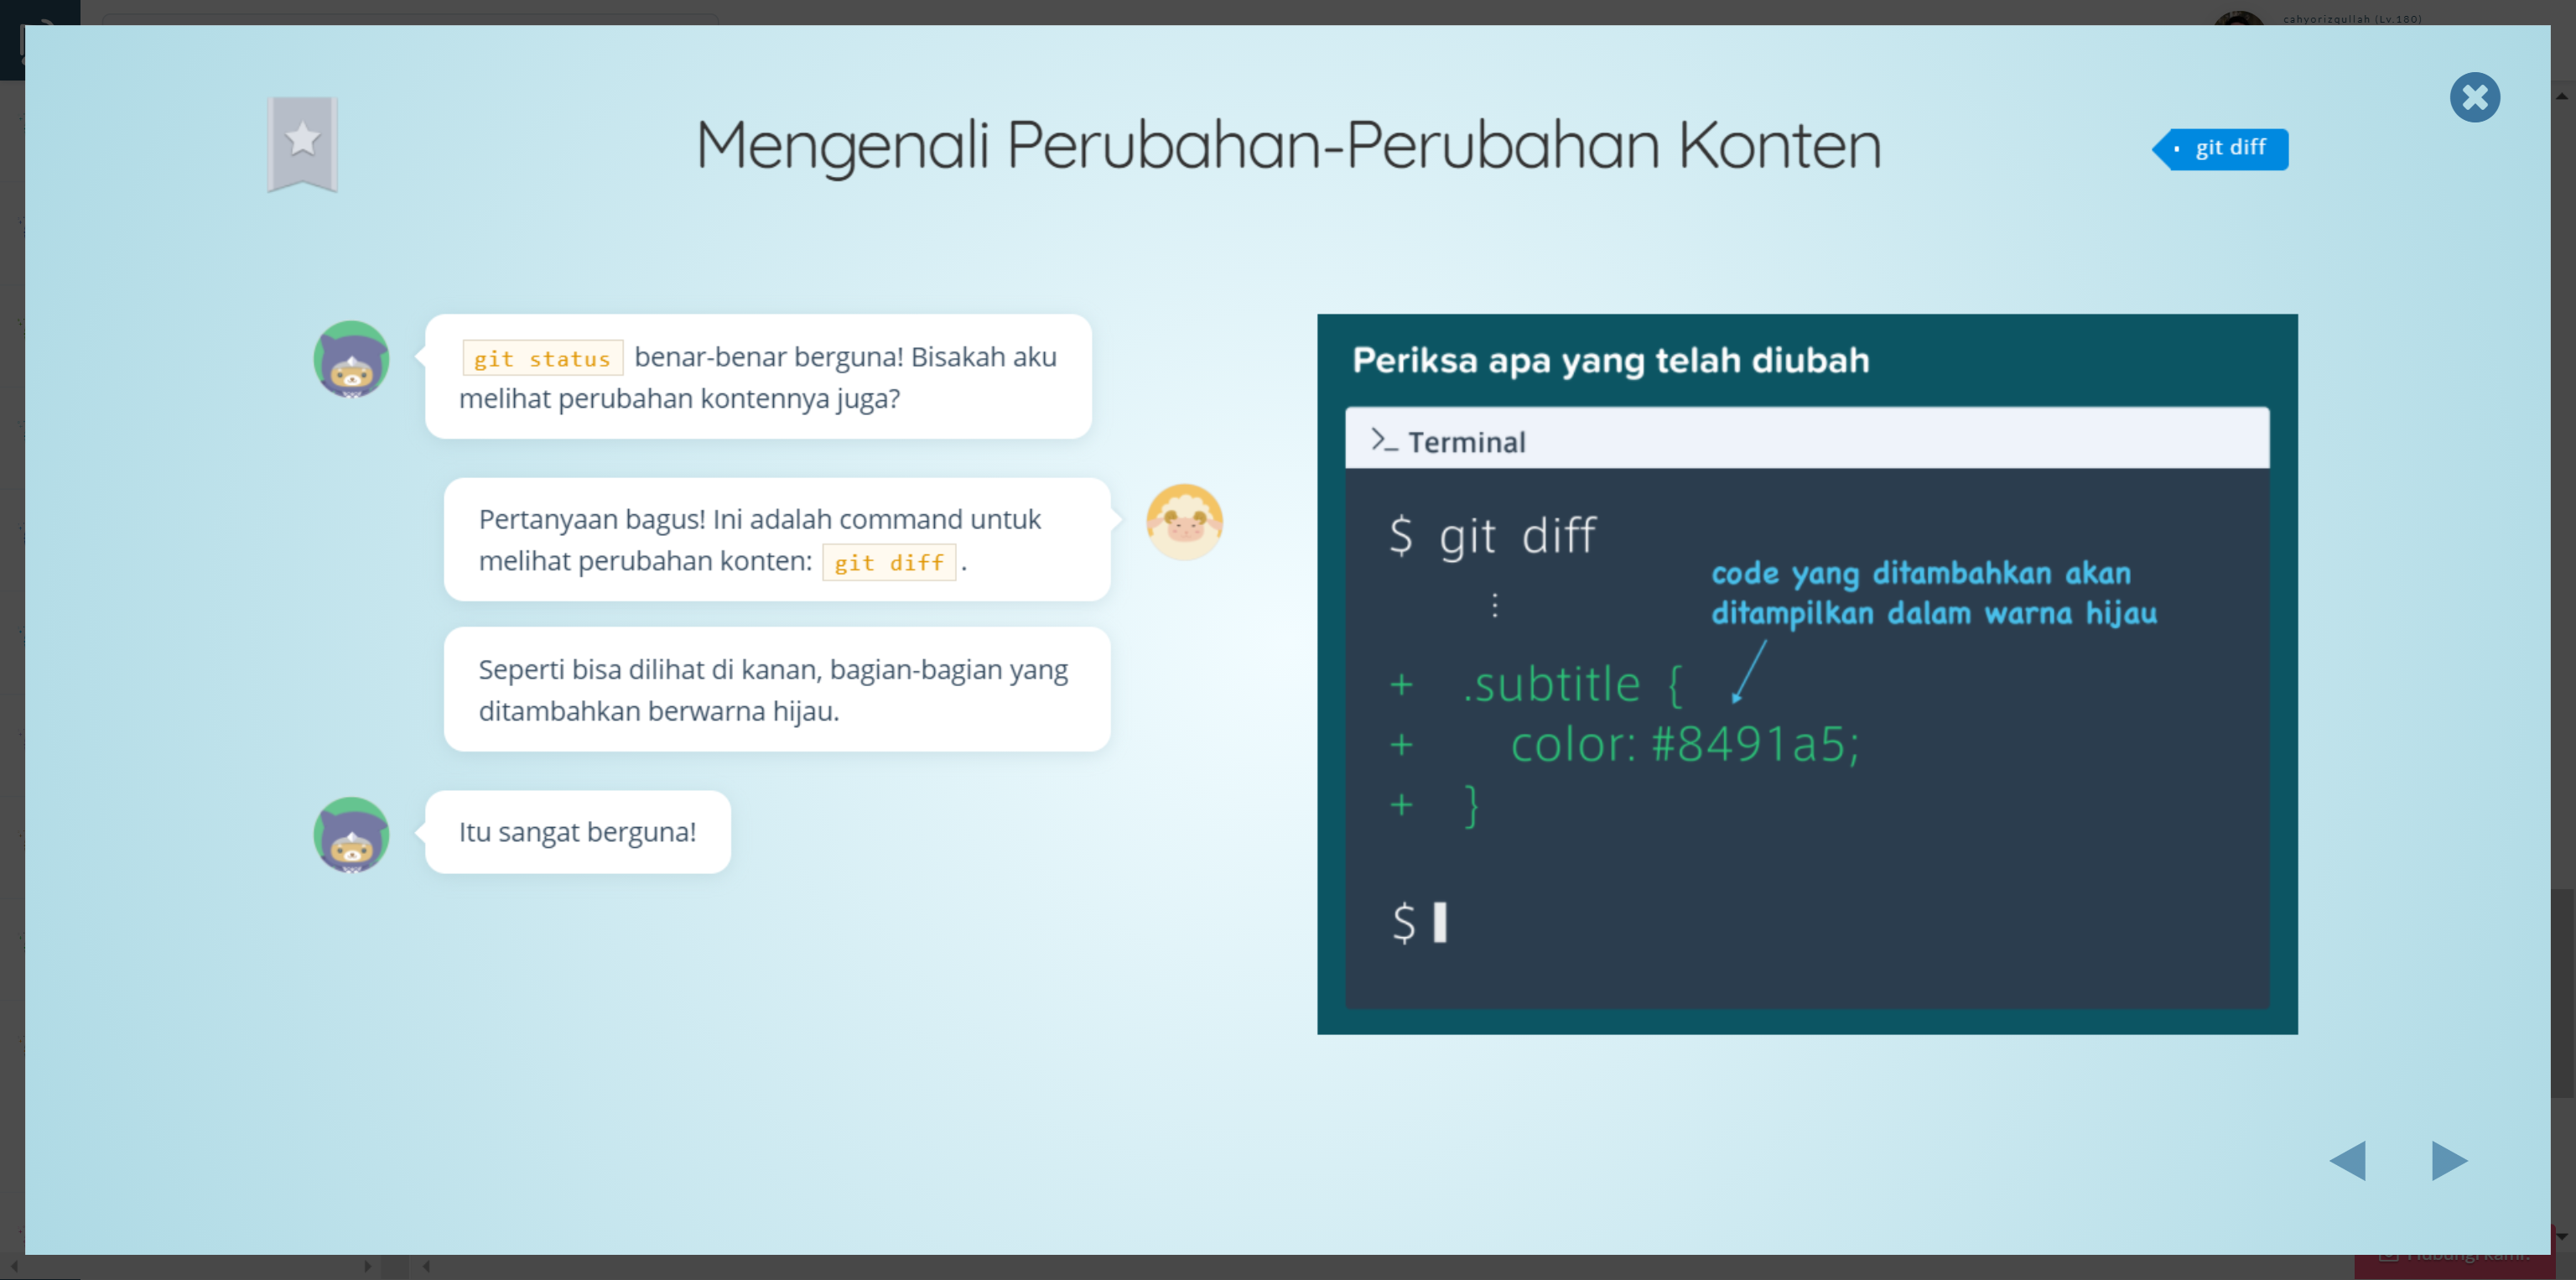 cahyorizqullah (Lv.180)
Mengenali Perubahan-Perubahan Konten
git diff
git status benar-benar berguna! Bisakah aku
melihat perubahan kontennya juga?
Pertanyaan bagus! Ini adalah command untuk
melihat perubahan konten: git diff .
Seperti bisa dilihat di kanan, bagian-bagian yang
ditambahkan berwarna hijau.
Itu sangat berguna!
Periksa apa yang telah diubah
>_ Terminal
$ git diff
code yang ditambahkan akan
ditampilkan dalam warna hijau
⋮
+ .subtitle {
+ color: #8491a5;
+ }
$
Hubungi kami!